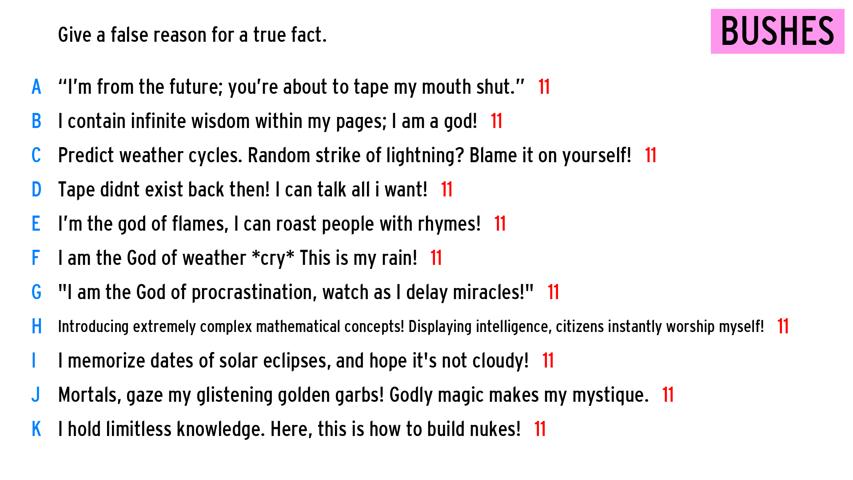 Give a false reason for a true fact.
BUSHES
A “I’m from the future; you’re about to tape my mouth shut.” 11
B I contain infinite wisdom within my pages; I am a god! 11
C Predict weather cycles. Random strike of lightning? Blame it on yourself! 11
D Tape didnt exist back then! I can talk all i want! 11
E I’m the god of flames, I can roast people with rhymes! 11
F I am the God of weather *cry* This is my rain! 11
G "I am the God of procrastination, watch as I delay miracles!" 11
H Introducing extremely complex mathematical concepts! Displaying intelligence, citizens instantly worship myself! 11
I I memorize dates of solar eclipses, and hope it's not cloudy! 11
J Mortals, gaze my glistening golden garbs! Godly magic makes my mystique. 11
K I hold limitless knowledge. Here, this is how to build nukes! 11